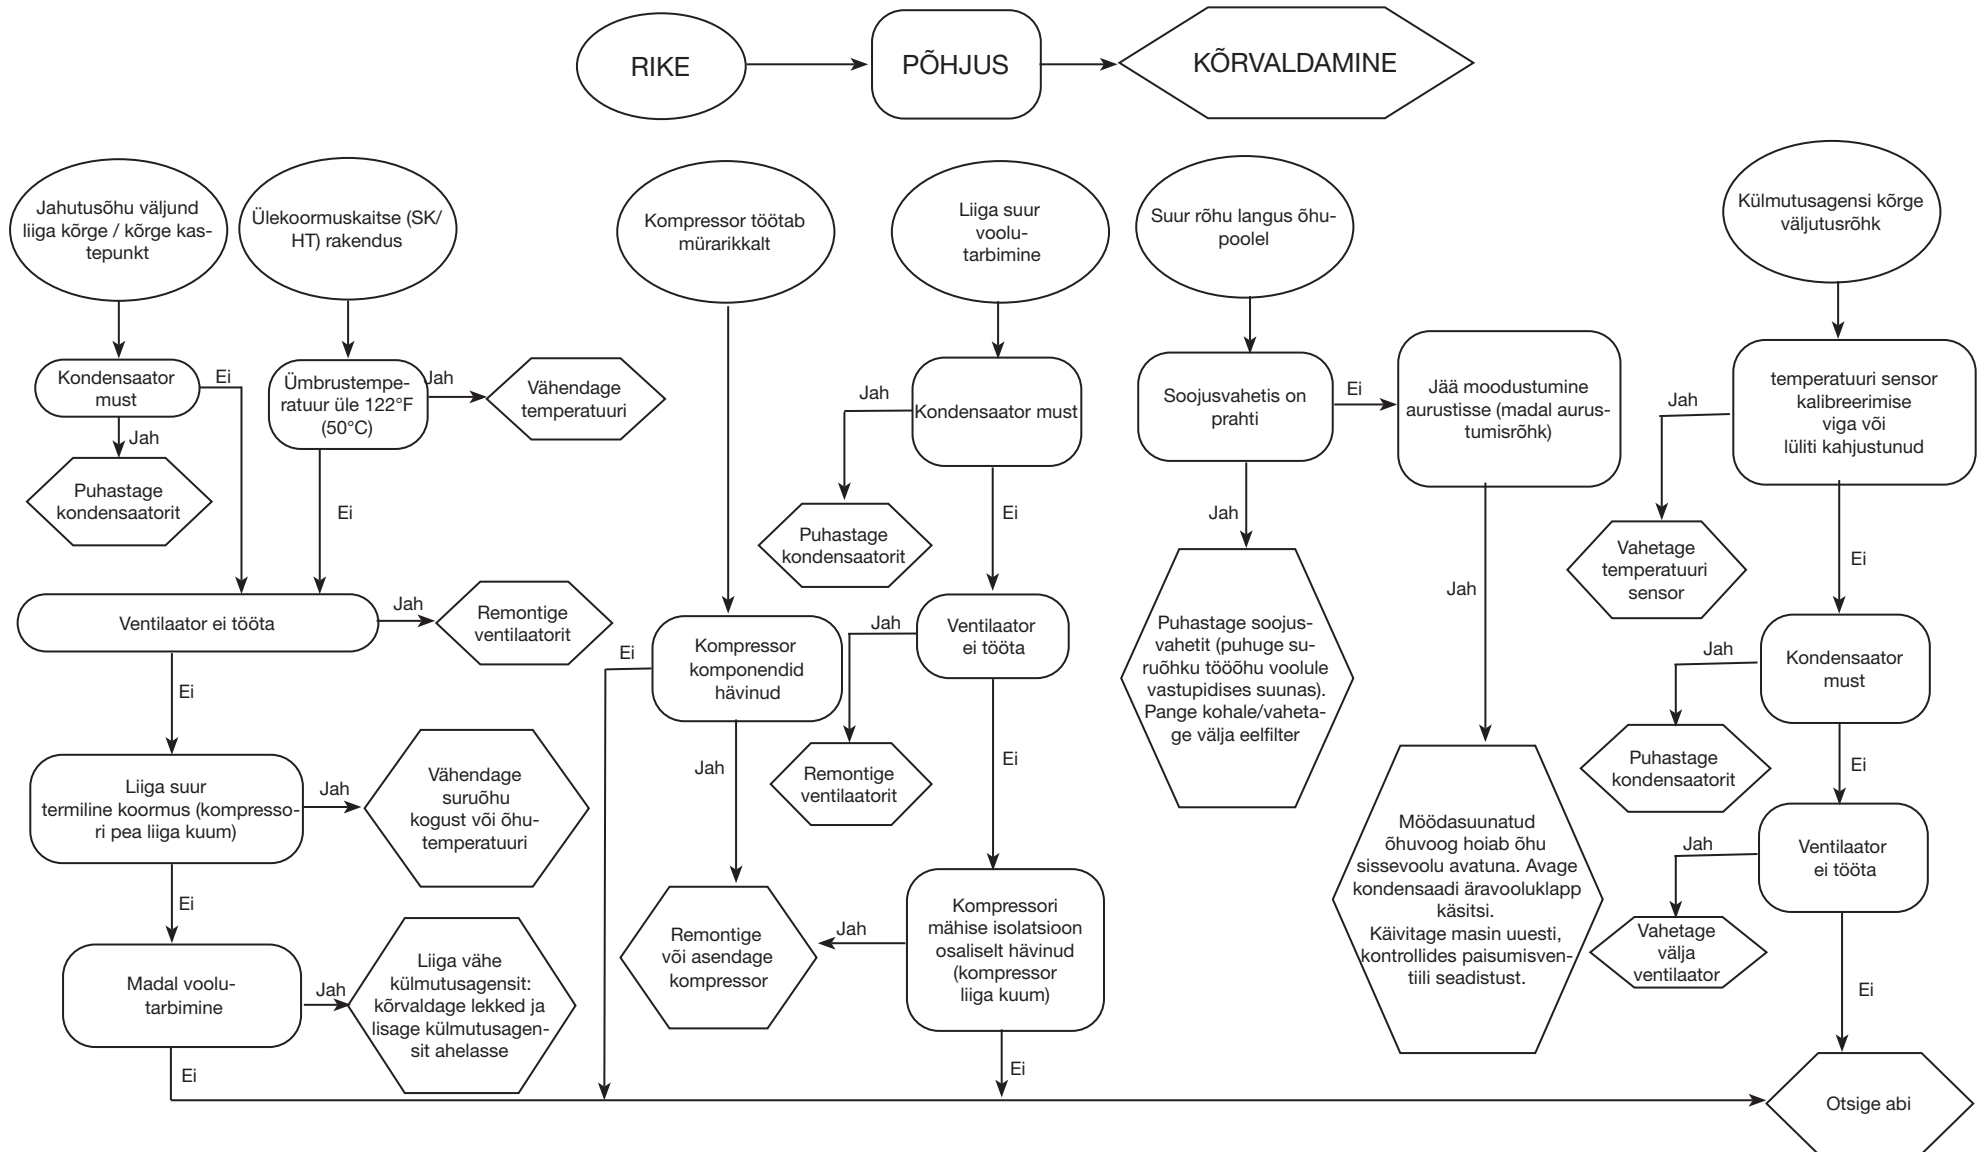 RIKE
PÕHJUS
KÕRVALDAMINE
Jahutusõhu väljund
liiga kõrge / kõrge kas-
tepunkt
Kondensaator
must
Ei
Jah
Puhastage
kondensaatorit
Ülekoormuskaitse (SK/
HT) rakendus
Ümbrustempe-
ratuur üle 122°F
(50°C)
Jah
Vähendage
temperatuuri
Ei
Ventilaator ei tööta
Jah
Remontige
ventilaatorit
Ei
Liiga suur
termiline koormus (kompresso-
ri pea liiga kuum)
Jah
Vähendage
suruõhu
kogust või õhu-
temperatuuri
Ei
Madal voolu-
tarbimine
Jah
Liiga vähe
külmutusagensit:
kõrvaldage lekked ja
lisage külmutusagen-
sit ahelasse
Ei
Kompressor töötab
mürarikkalt
Kompressor
komponendid
hävinud
Ei
Jah
Remontige
või asendage
kompressor
Liiga suur
voolu-
tarbimine
Kondensaator must
Jah
Puhastage
kondensaatorit
Ei
Ventilaator
ei tööta
Jah
Remontige
ventilaatorit
Ei
Kompressori
mähise isolatsioon
osaliselt hävinud
(kompressor
liiga kuum)
Jah
Ei
Suur rõhu langus õhu-
poolel
Soojusvahetis on
prahti
Ei
Jah
Puhastage soojus-
vahetit (puhuge su-
ruõhku tööõhu voolule
vastupidises suunas).
Pange kohale/vaheta-
ge välja eelfilter
Jää moodustumine
aurustisse (madal aurus-
tumisrõhk)
Jah
Möödasuunatud
õhuvoog hoiab õhu
sissevoolu avatuna. Avage
kondensaadi äravooluklapp
käsitsi.
Käivitage masin uuesti,
kontrollides paisumisven-
tiili seadistust.
Külmutusagensi kõrge
väljutusrõhk
temperatuuri sensor
kalibreerimise
viga või
lüliti kahjustunud
Jah
Vahetage
temperatuuri
sensor
Ei
Kondensaator
must
Jah
Puhastage
kondensaatorit
Ei
Ventilaator
ei tööta
Jah
Vahetage
välja
ventilaator
Ei
Otsige abi